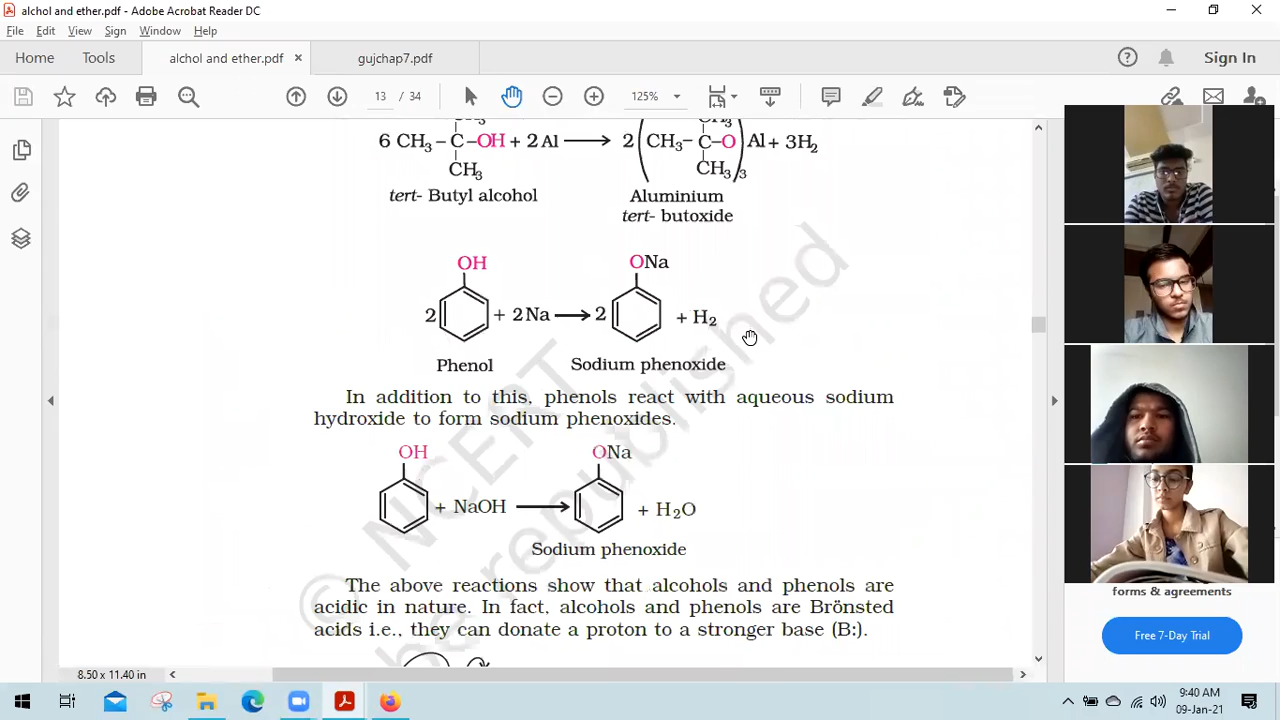 alchol and ether.pdf - Adobe Acrobat Reader DC
File Edit View Sign Window Help
Home Tools alchol and ether.pdf × gujchap7.pdf Sign In
13 / 34 125%
CH₃ CH₃
6 CH₃ – C –OH + 2 Al ⟶ 2 ( CH₃– C–O ) Al + 3H₂
CH₃ CH₃ 3
tert- Butyl alcohol Aluminium
tert- butoxide
OH ONa
2 + 2 Na ⟶ 2 + H₂
Phenol Sodium phenoxide
In addition to this, phenols react with aqueous sodium
hydroxide to form sodium phenoxides.
OH ONa
+ NaOH ⟶ + H₂O
Sodium phenoxide
The above reactions show that alcohols and phenols are
acidic in nature. In fact, alcohols and phenols are Brönsted
acids i.e., they can donate a proton to a stronger base (B:).
© NCERT
be republished
forms & agreements
Free 7-Day Trial
8.50 x 11.40 in
9:40 AM
09-Jan-21